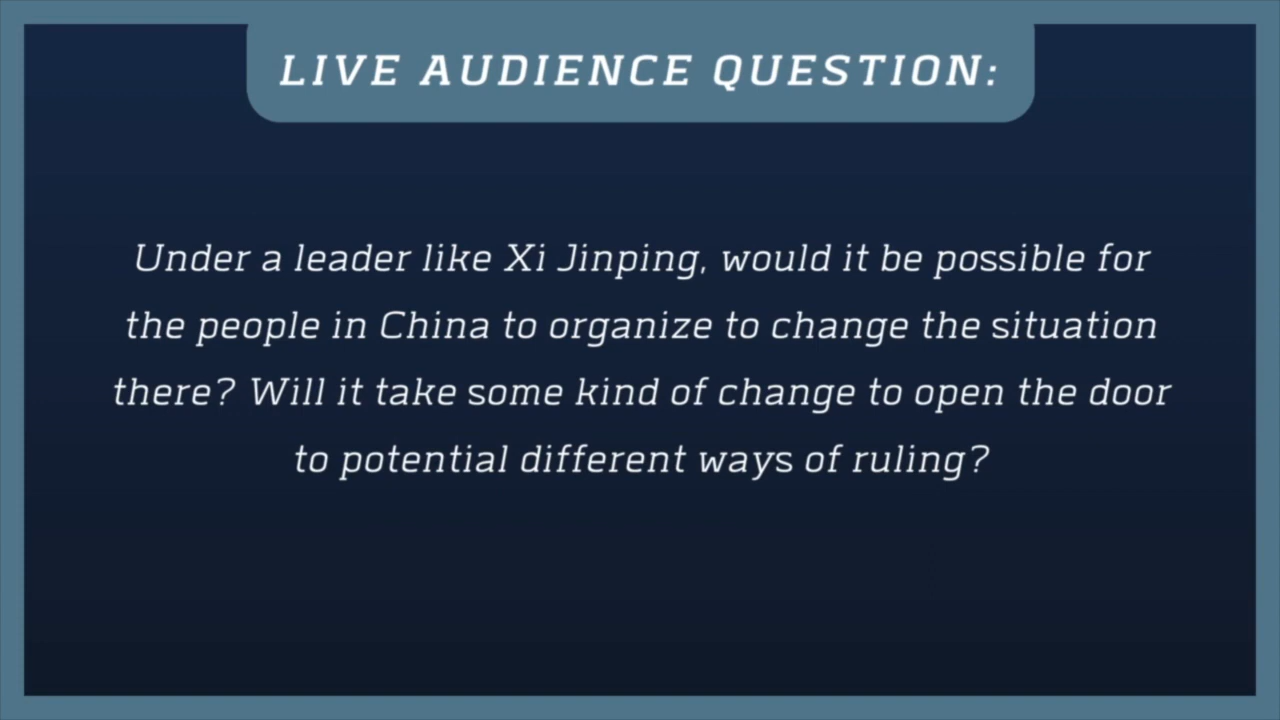 LIVE AUDIENCE QUESTION:
Under a leader like Xi Jinping, would it be possible for
the people in China to organize to change the situation
there? Will it take some kind of change to open the door
to potential different ways of ruling?